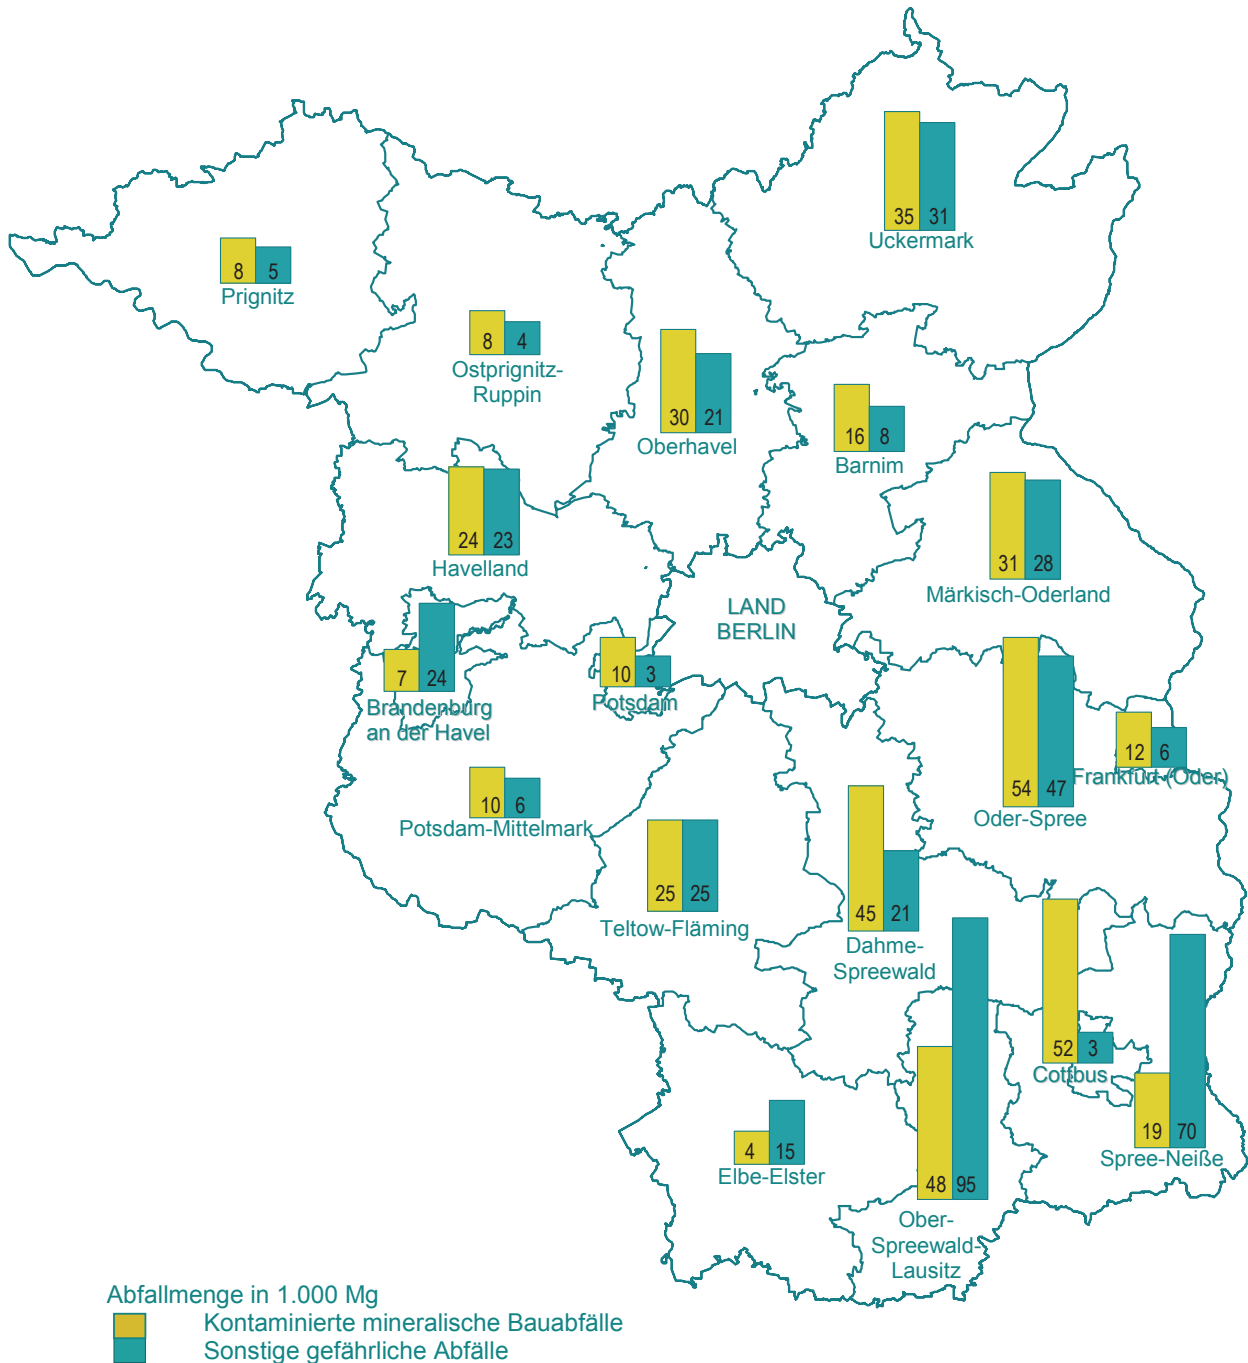 35 31
Uckermark
8 5
Prignitz
8 4
Ostprignitz-
Ruppin
30 21
Oberhavel
16 8
Barnim
24 23
Havelland
31 28
Märkisch-Oderland
LAND
BERLIN
7 24
Brandenburg
an der Havel
10 3
Potsdam
12 6
Frankfurt (Oder)
54 47
Oder-Spree
10 6
Potsdam-Mittelmark
25 25
Teltow-Fläming
45 21
Dahme-
Spreewald
52 3
Cottbus
19 70
Spree-Neiße
4 15
Elbe-Elster
48 95
Ober-
Spreewald-
Lausitz
Abfallmenge in 1.000 Mg
Kontaminierte mineralische Bauabfälle
Sonstige gefährliche Abfälle